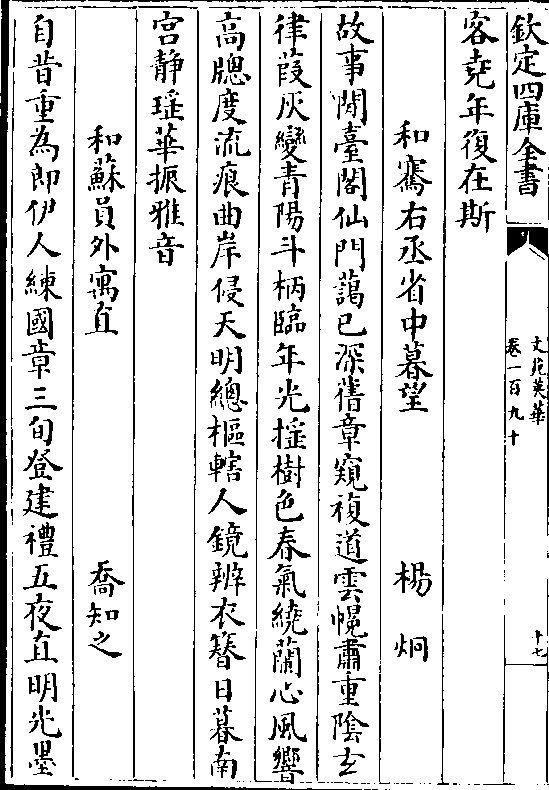 欽定四庫全書
文苑英華
卷一百九十
十七
客堯年復在斯
和騫右丞省中暮望
楊炯
故事閑臺閣仙門藹已深舊章窺複道雲幌肅重陰玄
律葭灰變青陽斗柄臨年光揺樹色春氣繞蘭心風響
高牕度流痕曲岸侵天明總樞轄人鏡辨衣簪日暮南
宫静瑶華振雅音
和蘇員外寓直
喬知之
自昔重為郎伊人練國章三旬登建禮五夜直明光墨